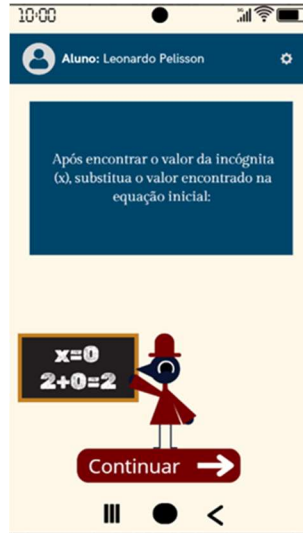 10:00
Aluno: Leonardo Pelisson
Após encontrar o valor da incógnita
(x), substitua o valor encontrado na
equação inicial:
x=0
2+0=2
Continuar